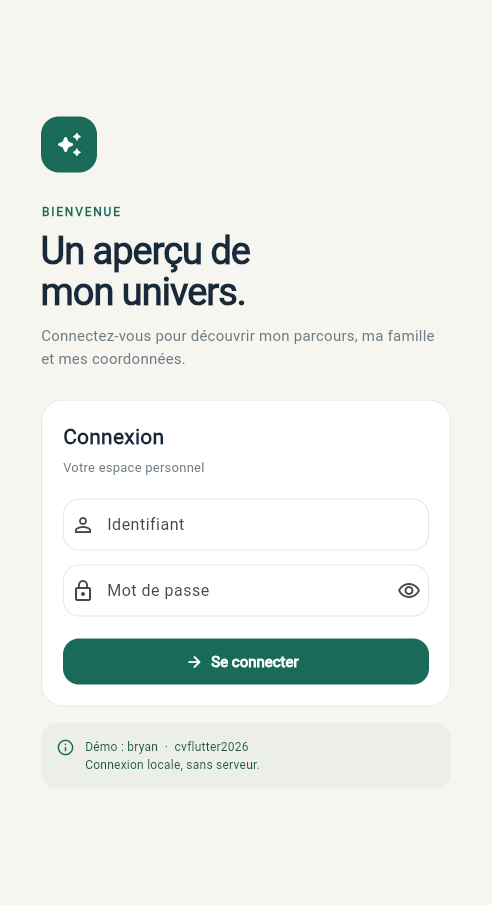 BIENVENUE
Un aperçu de
mon univers.
Connectez-vous pour découvrir mon parcours, ma famille
et mes coordonnées.
Connexion
Votre espace personnel
Identifiant
Mot de passe
Se connecter
Démo : bryan · cvflutter2026
Connexion locale, sans serveur.